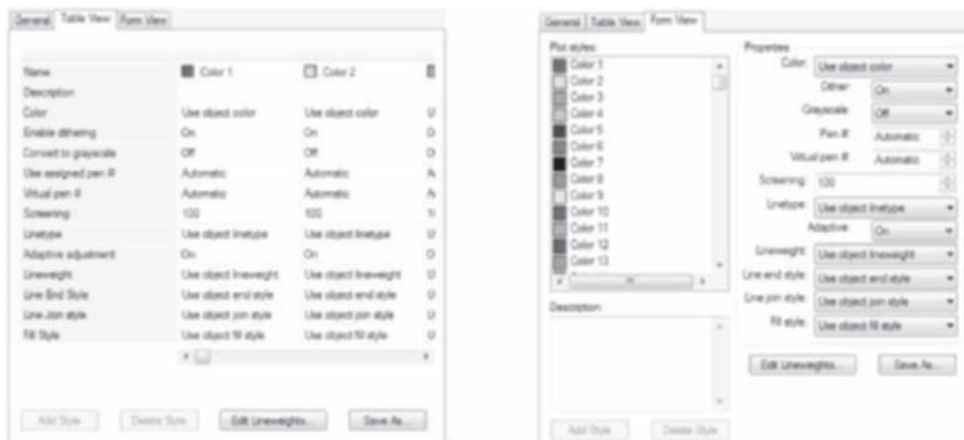 General Table View Form View
Name Color 1 Color 2
Description
Color Use object color Use object color U
Enable dithering On On O
Convert to grayscale Off Off O
Use assigned pen # Automatic Automatic A
Virtual pen # Automatic Automatic A
Screening 100 100 1
Linetype Use object linetype Use object linetype U
Adaptive adjustment On On O
Lineweight Use object lineweight Use object lineweight U
Line End Style Use object end style Use object end style U
Line Join style Use object join style Use object join style U
Fill Style Use object fill style Use object fill style U
Add Style Delete Style Edit Lineweights... Save As...
General Table View Form View
Plot styles:
Color 1
Color 2
Color 3
Color 4
Color 5
Color 6
Color 7
Color 8
Color 9
Color 10
Color 11
Color 12
Color 13
Description:
Add Style Delete Style
Properties
Color: Use object color
Dither: On
Grayscale: Off
Pen #: Automatic
Virtual pen #: Automatic
Screening: 100
Linetype: Use object linetype
Adaptive: On
Lineweight: Use object lineweight
Line end style: Use object end style
Line join style: Use object join style
Fill style: Use object fill style
Edit Lineweights... Save As...